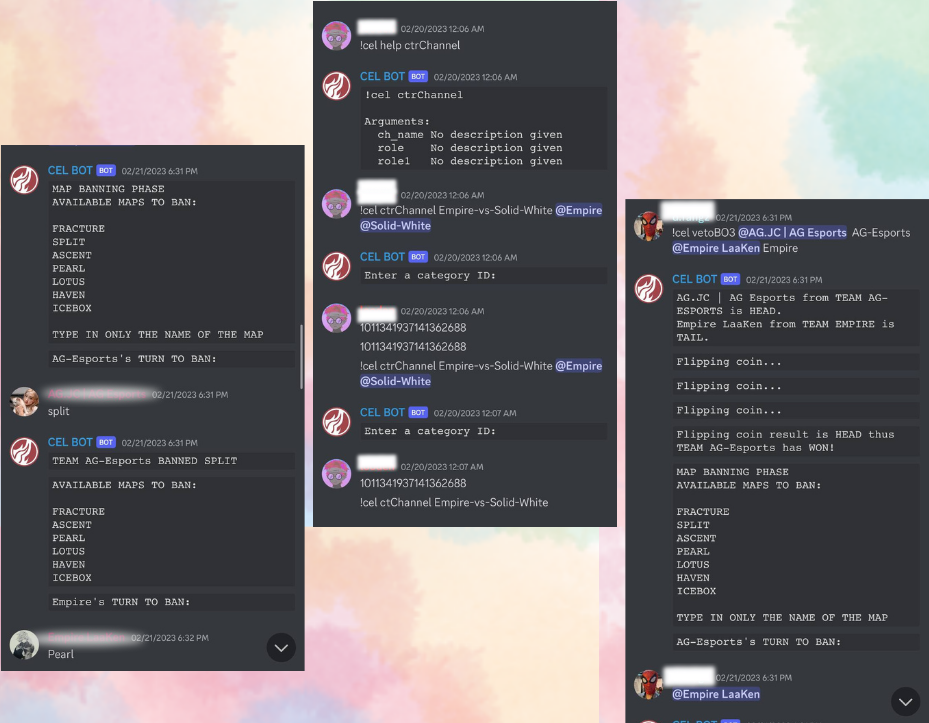 CEL BOT BOT 02/21/2023 6:31 PM
MAP BANNING PHASE
AVAILABLE MAPS TO BAN:
FRACTURE
SPLIT
ASCENT
PEARL
LOTUS
HAVEN
ICEBOX
TYPE IN ONLY THE NAME OF THE MAP
AG-Esports's TURN TO BAN:
02/21/2023 6:31 PM
split
CEL BOT BOT 02/21/2023 6:31 PM
TEAM AG-Esports BANNED SPLIT
AVAILABLE MAPS TO BAN:
FRACTURE
ASCENT
PEARL
LOTUS
HAVEN
ICEBOX
Empire's TURN TO BAN:
02/21/2023 6:32 PM
Pearl
02/20/2023 12:06 AM
!cel help ctrChannel
CEL BOT BOT 02/20/2023 12:06 AM
!cel ctrChannel
Arguments:
ch_name No description given
role No description given
role1 No description given
02/20/2023 12:06 AM
!cel ctrChannel Empire-vs-Solid-White @Empire
@Solid-White
CEL BOT BOT 02/20/2023 12:06 AM
Enter a category ID:
02/20/2023 12:06 AM
1011341937141362688
1011341937141362688
!cel ctrChannel Empire-vs-Solid-White @Empire
@Solid-White
CEL BOT BOT 02/20/2023 12:07 AM
Enter a category ID:
02/20/2023 12:07 AM
1011341937141362688
!cel ctChannel Empire-vs-Solid-White
02/21/2023 6:31 PM
!cel vetoBO3 @AG.JC | AG Esports AG-Esports
@Empire LaaKen Empire
CEL BOT BOT 02/21/2023 6:31 PM
AG.JC | AG Esports from TEAM AG-
ESPORTS is HEAD.
Empire LaaKen from TEAM EMPIRE is
TAIL.
Flipping coin...
Flipping coin...
Flipping coin...
Flipping coin result is HEAD thus
TEAM AG-Esports has WON!
MAP BANNING PHASE
AVAILABLE MAPS TO BAN:
FRACTURE
SPLIT
ASCENT
PEARL
LOTUS
HAVEN
ICEBOX
TYPE IN ONLY THE NAME OF THE MAP
AG-Esports's TURN TO BAN:
02/21/2023 6:31 PM
@Empire LaaKen